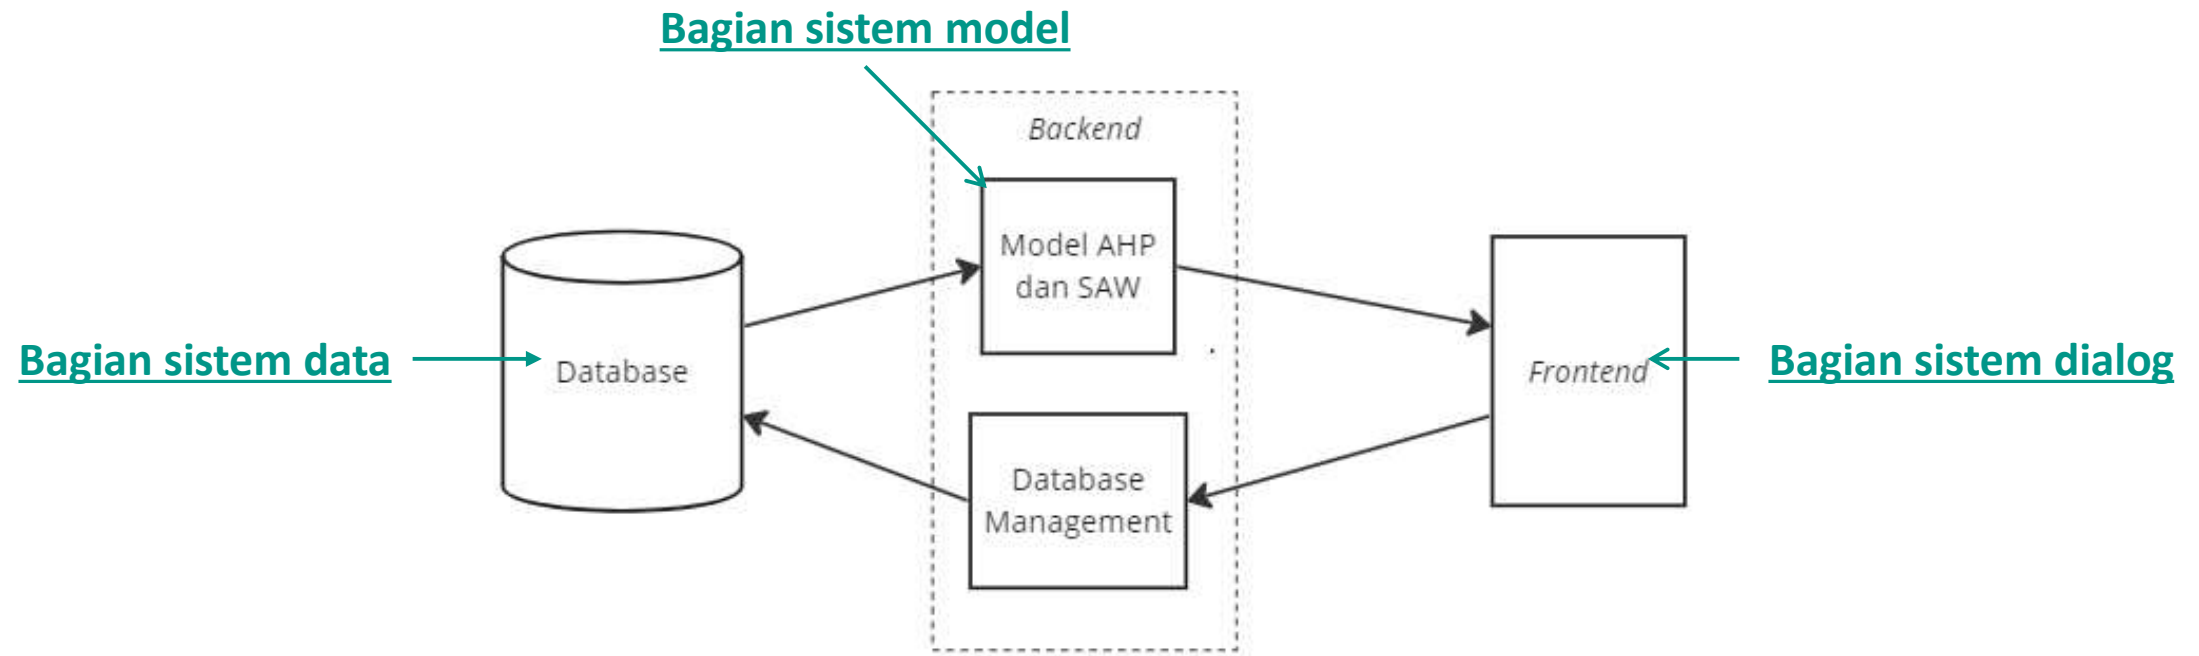 Bagian sistem model
Backend
Model AHP
dan SAW
Bagian sistem data
Database
Frontend
Bagian sistem dialog
Database
Management